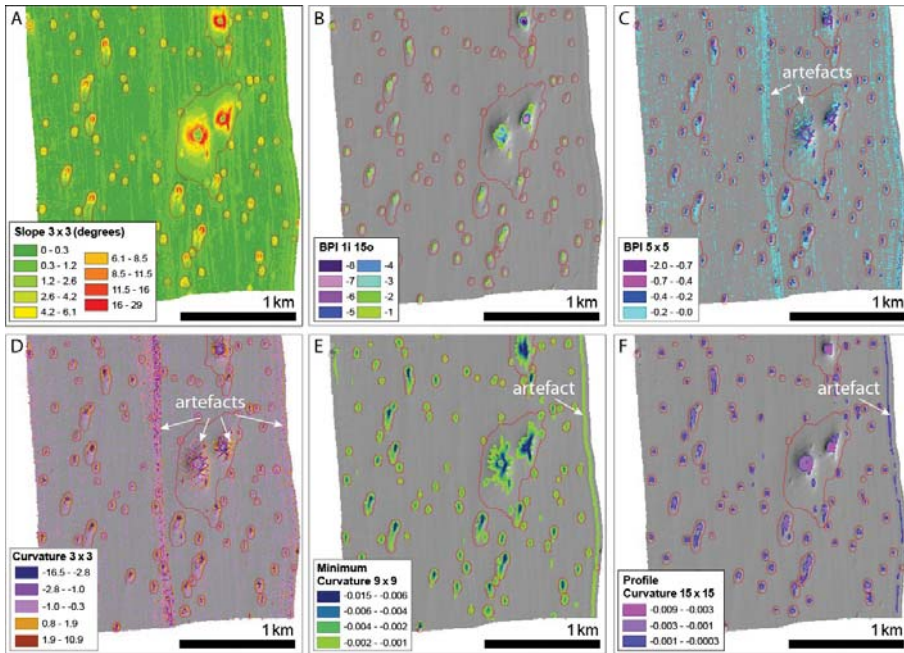 A
Slope 3 x 3 (degrees)
0 - 0.3
0.3 - 1.2
1.2 - 2.6
2.6 - 4.2
4.2 - 6.1
6.1 - 8.5
8.5 - 11.5
11.5 - 16
16 - 29
1 km
B
BPI 1i 15o
-8
-7
-6
-5
-4
-3
-2
-1
1 km
C
artefacts
BPI 5 x 5
-2.0 - -0.7
-0.7 - -0.4
-0.4 - -0.2
-0.2 - -0.0
1 km
D
artefacts
Curvature 3 x 3
-16.5 - -2.8
-2.8 - -1.0
-1.0 - -0.3
0.8 - 1.9
1.9 - 10.9
1 km
E
artefact
Minimum
Curvature 9 x 9
-0.015 - -0.006
-0.006 - -0.004
-0.004 - -0.002
-0.002 - -0.001
1 km
F
artefact
Profile
Curvature 15 x 15
-0.009 - -0.003
-0.003 - -0.001
-0.001 - -0.0003
1 km